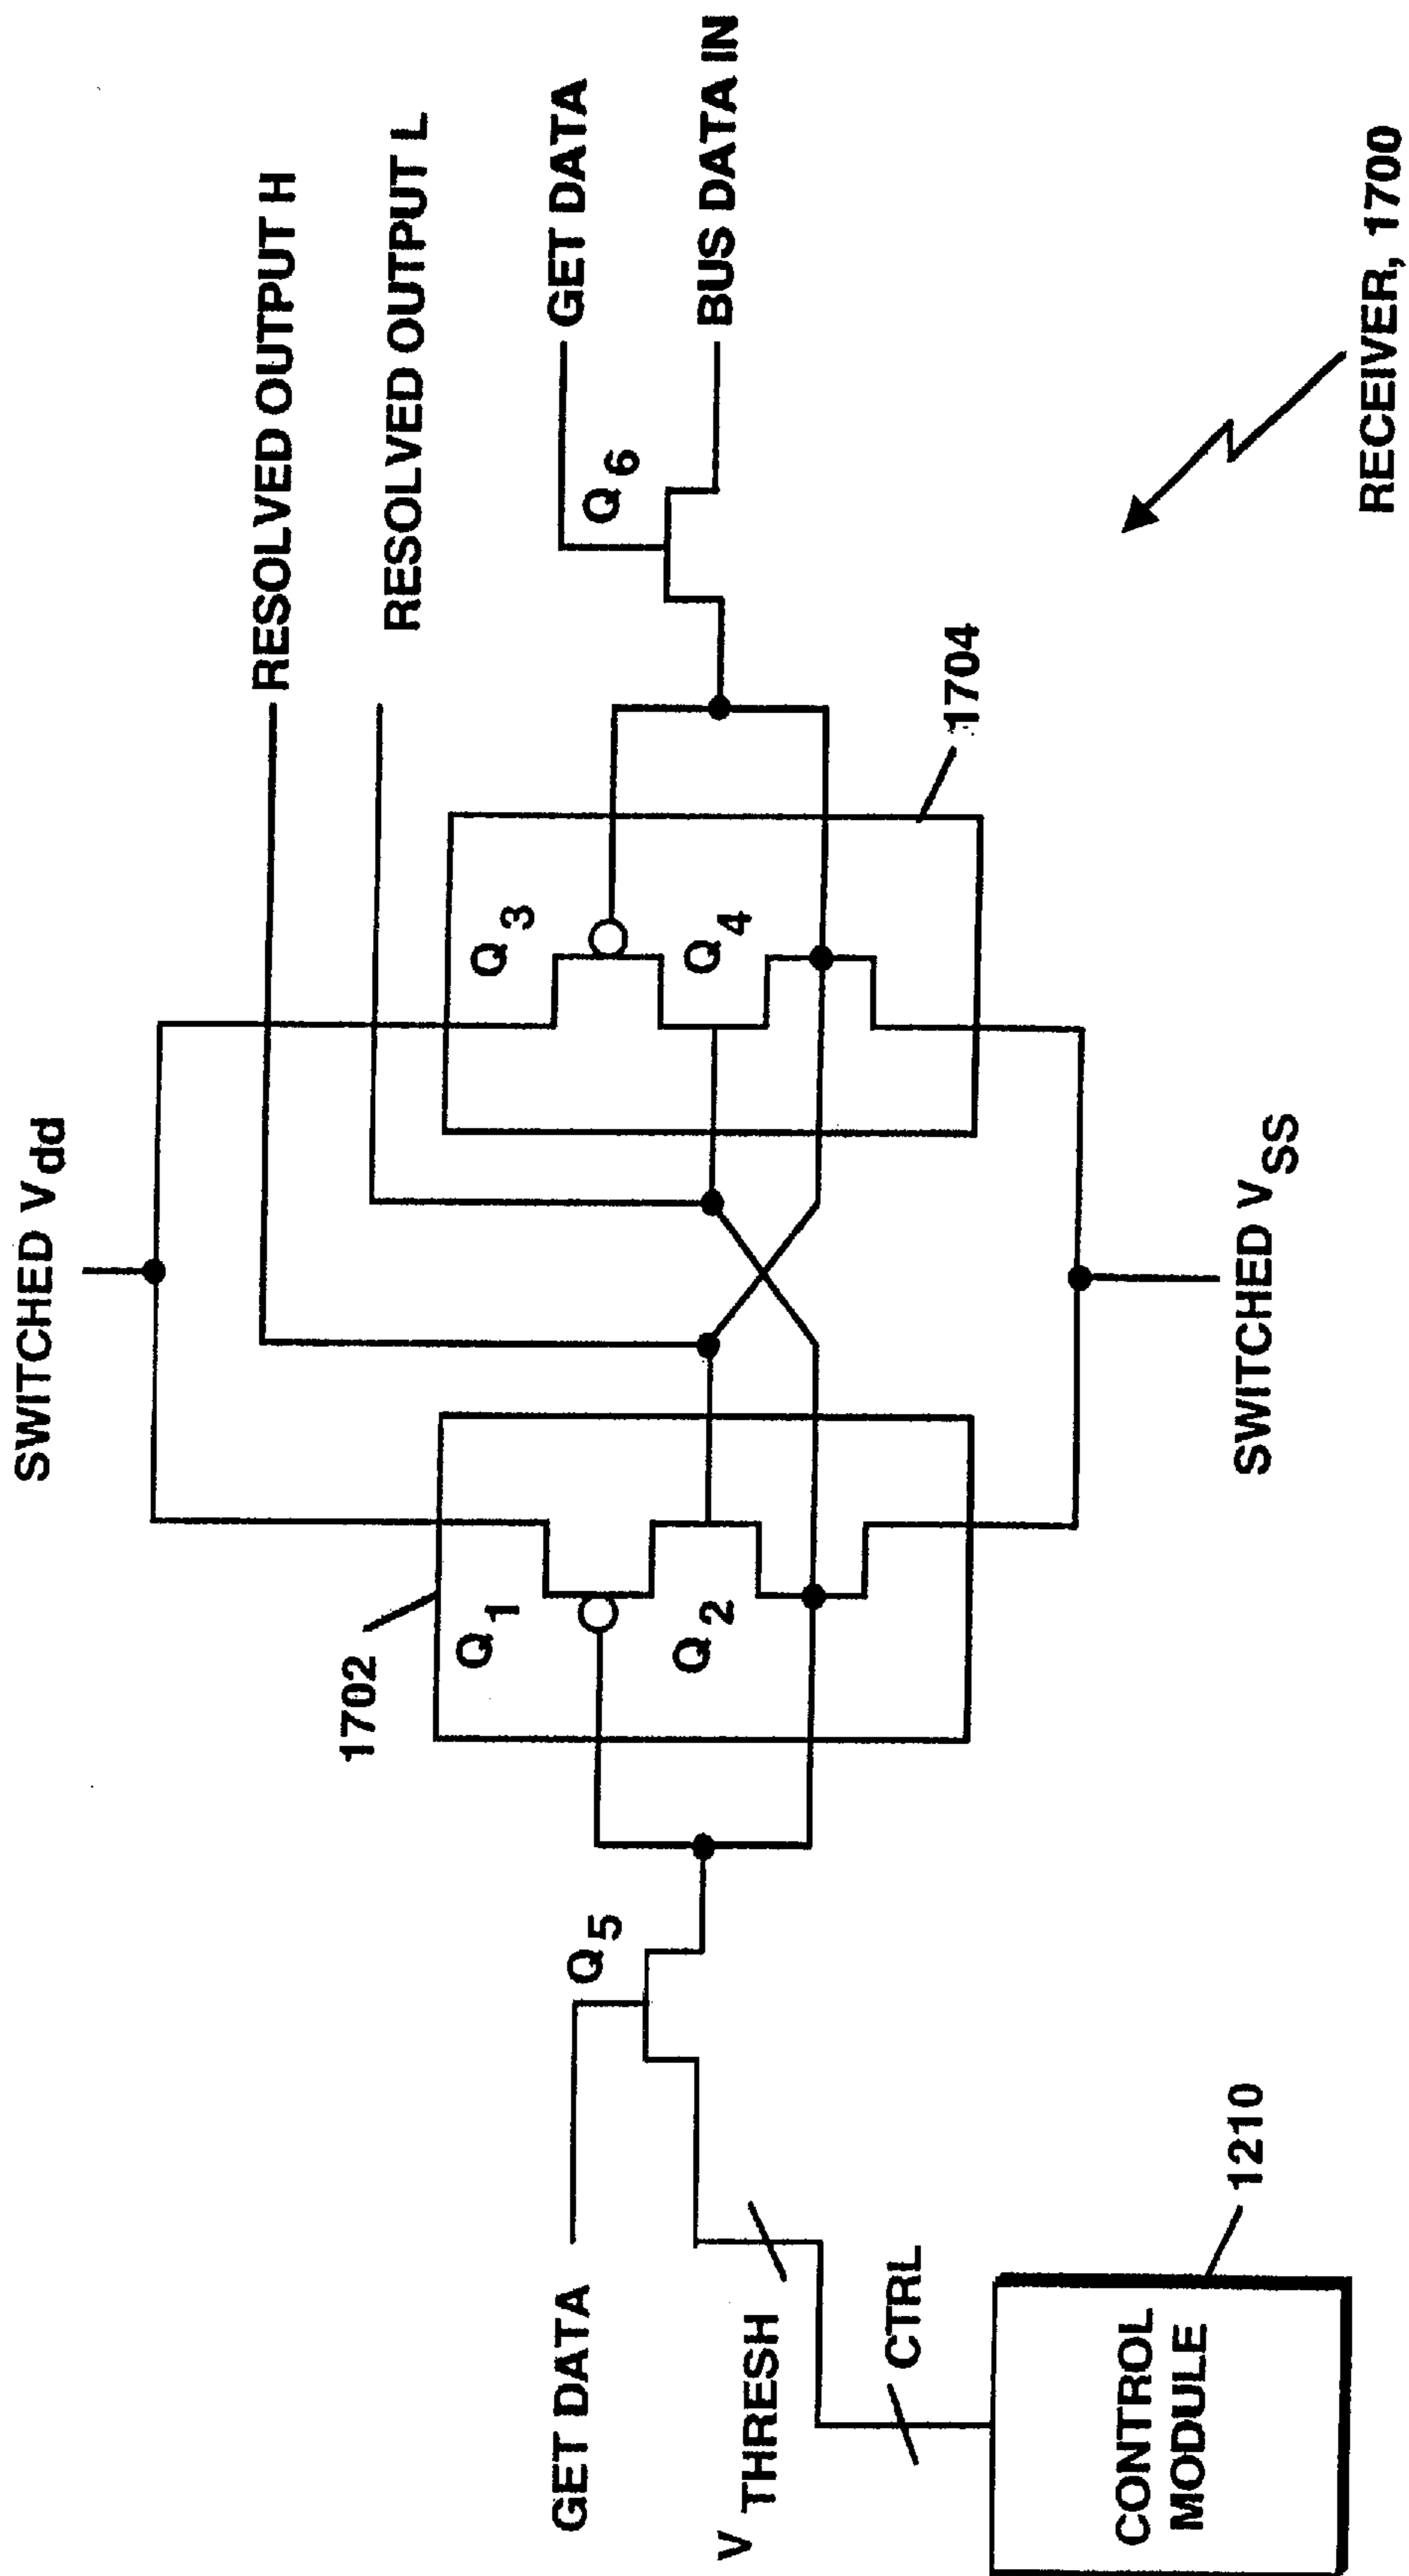 SWITCHED Vdd
RESOLVED OUTPUT H
RESOLVED OUTPUT L
1702
Q1
Q3
GET DATA
Q5
Q6
GET DATA
Q2
Q4
V THRESH
BUS DATA IN
CTRL
1704
CONTROL
MODULE
1210
SWITCHED VSS
RECEIVER, 1700